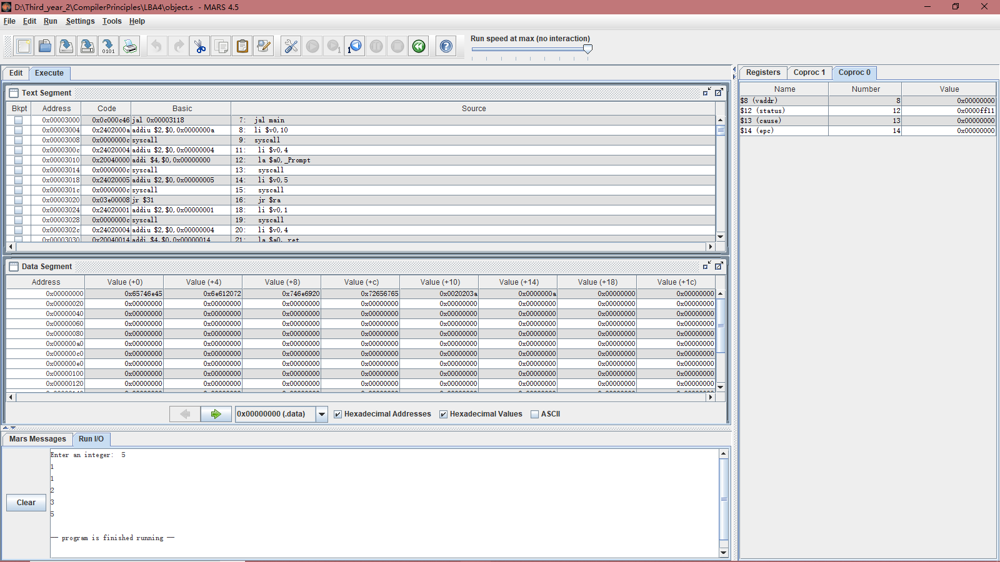 D:\Third_year_2\CompilerPrinciples\LBA4\object.s - MARS 4.5
File Edit Run Settings Tools Help
Run speed at max (no interaction)
Edit Execute
Text Segment
Bkpt Address Code Basic Source
0x00003000 0x0c000c46 jal 0x00003118 7: jal main
0x00003004 0x2402000a addiu $2,$0,0x0000000a 8: li $v0,10
0x00003008 0x0000000c syscall 9: syscall
0x0000300c 0x24020004 addiu $2,$0,0x00000004 11: li $v0,4
0x00003010 0x20040000 addi $4,$0,0x00000000 12: la $a0,_Prompt
0x00003014 0x0000000c syscall 13: syscall
0x00003018 0x24020005 addiu $2,$0,0x00000005 14: li $v0,5
0x0000301c 0x0000000c syscall 15: syscall
0x00003020 0x03e00008 jr $31 16: jr $ra
0x00003024 0x24020001 addiu $2,$0,0x00000001 18: li $v0,1
0x00003028 0x0000000c syscall 19: syscall
0x0000302c 0x24020004 addiu $2,$0,0x00000004 20: li $v0,4
0x00003030 0x20040014 addi $4,$0,0x00000014 21: la $a0,_ret
Data Segment
Address Value (+0) Value (+4) Value (+8) Value (+c) Value (+10) Value (+14) Value (+18) Value (+1c)
0x00000000 0x65746e45 0x6e612072 0x746e6920 0x72656765 0x0020203a 0x0000000a 0x00000000 0x00000000
0x00000020 0x00000000 0x00000000 0x00000000 0x00000000 0x00000000 0x00000000 0x00000000 0x00000000
0x00000040 0x00000000 0x00000000 0x00000000 0x00000000 0x00000000 0x00000000 0x00000000 0x00000000
0x00000060 0x00000000 0x00000000 0x00000000 0x00000000 0x00000000 0x00000000 0x00000000 0x00000000
0x00000080 0x00000000 0x00000000 0x00000000 0x00000000 0x00000000 0x00000000 0x00000000 0x00000000
0x000000a0 0x00000000 0x00000000 0x00000000 0x00000000 0x00000000 0x00000000 0x00000000 0x00000000
0x000000c0 0x00000000 0x00000000 0x00000000 0x00000000 0x00000000 0x00000000 0x00000000 0x00000000
0x000000e0 0x00000000 0x00000000 0x00000000 0x00000000 0x00000000 0x00000000 0x00000000 0x00000000
0x00000100 0x00000000 0x00000000 0x00000000 0x00000000 0x00000000 0x00000000 0x00000000 0x00000000
0x00000120 0x00000000 0x00000000 0x00000000 0x00000000 0x00000000 0x00000000 0x00000000 0x00000000
0x00000000 (.data) Hexadecimal Addresses Hexadecimal Values ASCII
Mars Messages Run I/O
Clear
Enter an integer: 5
1
1
2
3
5
-- program is finished running --
Registers Coproc 1 Coproc 0
Name Number Value
$8 (vaddr) 8 0x00000000
$12 (status) 12 0x0000ff11
$13 (cause) 13 0x00000000
$14 (epc) 14 0x00000000